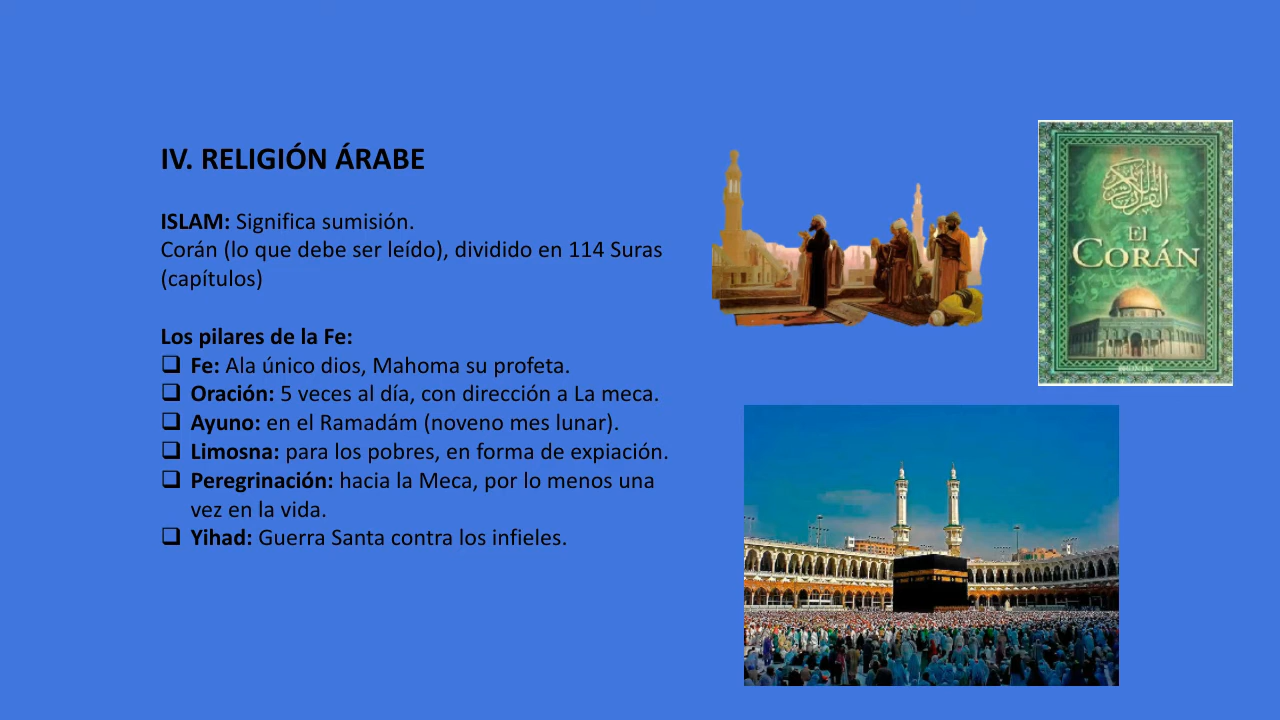 IV. RELIGIÓN ÁRABE
ISLAM: Significa sumisión.
Corán (lo que debe ser leído), dividido en 114 Suras
(capítulos)
Los pilares de la Fe:
❑ Fe: Ala único dios, Mahoma su profeta.
❑ Oración: 5 veces al día, con dirección a La meca.
❑ Ayuno: en el Ramadám (noveno mes lunar).
❑ Limosna: para los pobres, en forma de expiación.
❑ Peregrinación: hacia la Meca, por lo menos una
vez en la vida.
❑ Yihad: Guerra Santa contra los infieles.
El
CORÁN